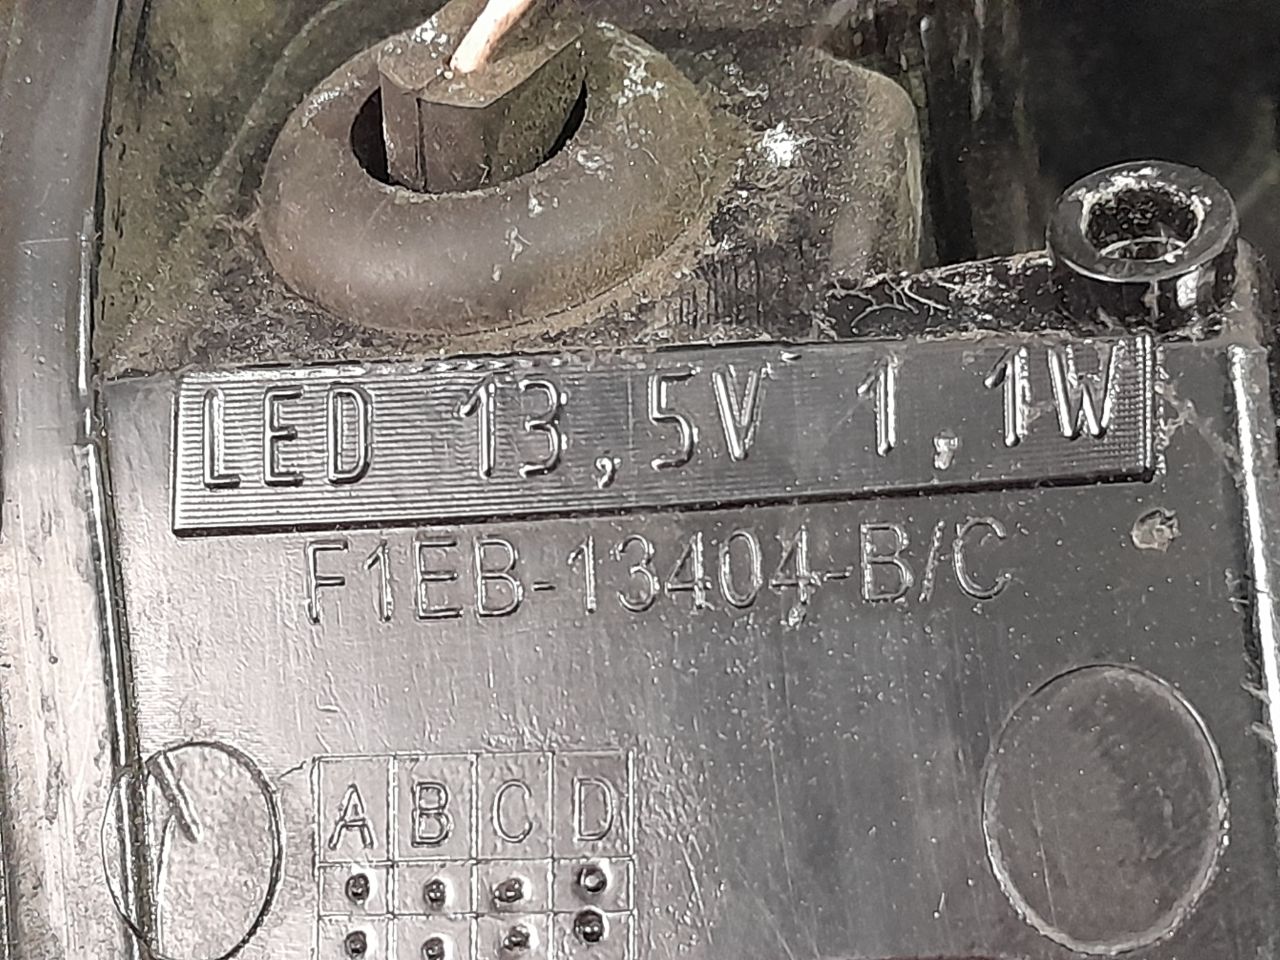 LED 13,5V 1,1W
F1EB-13404-B/C
A B C D